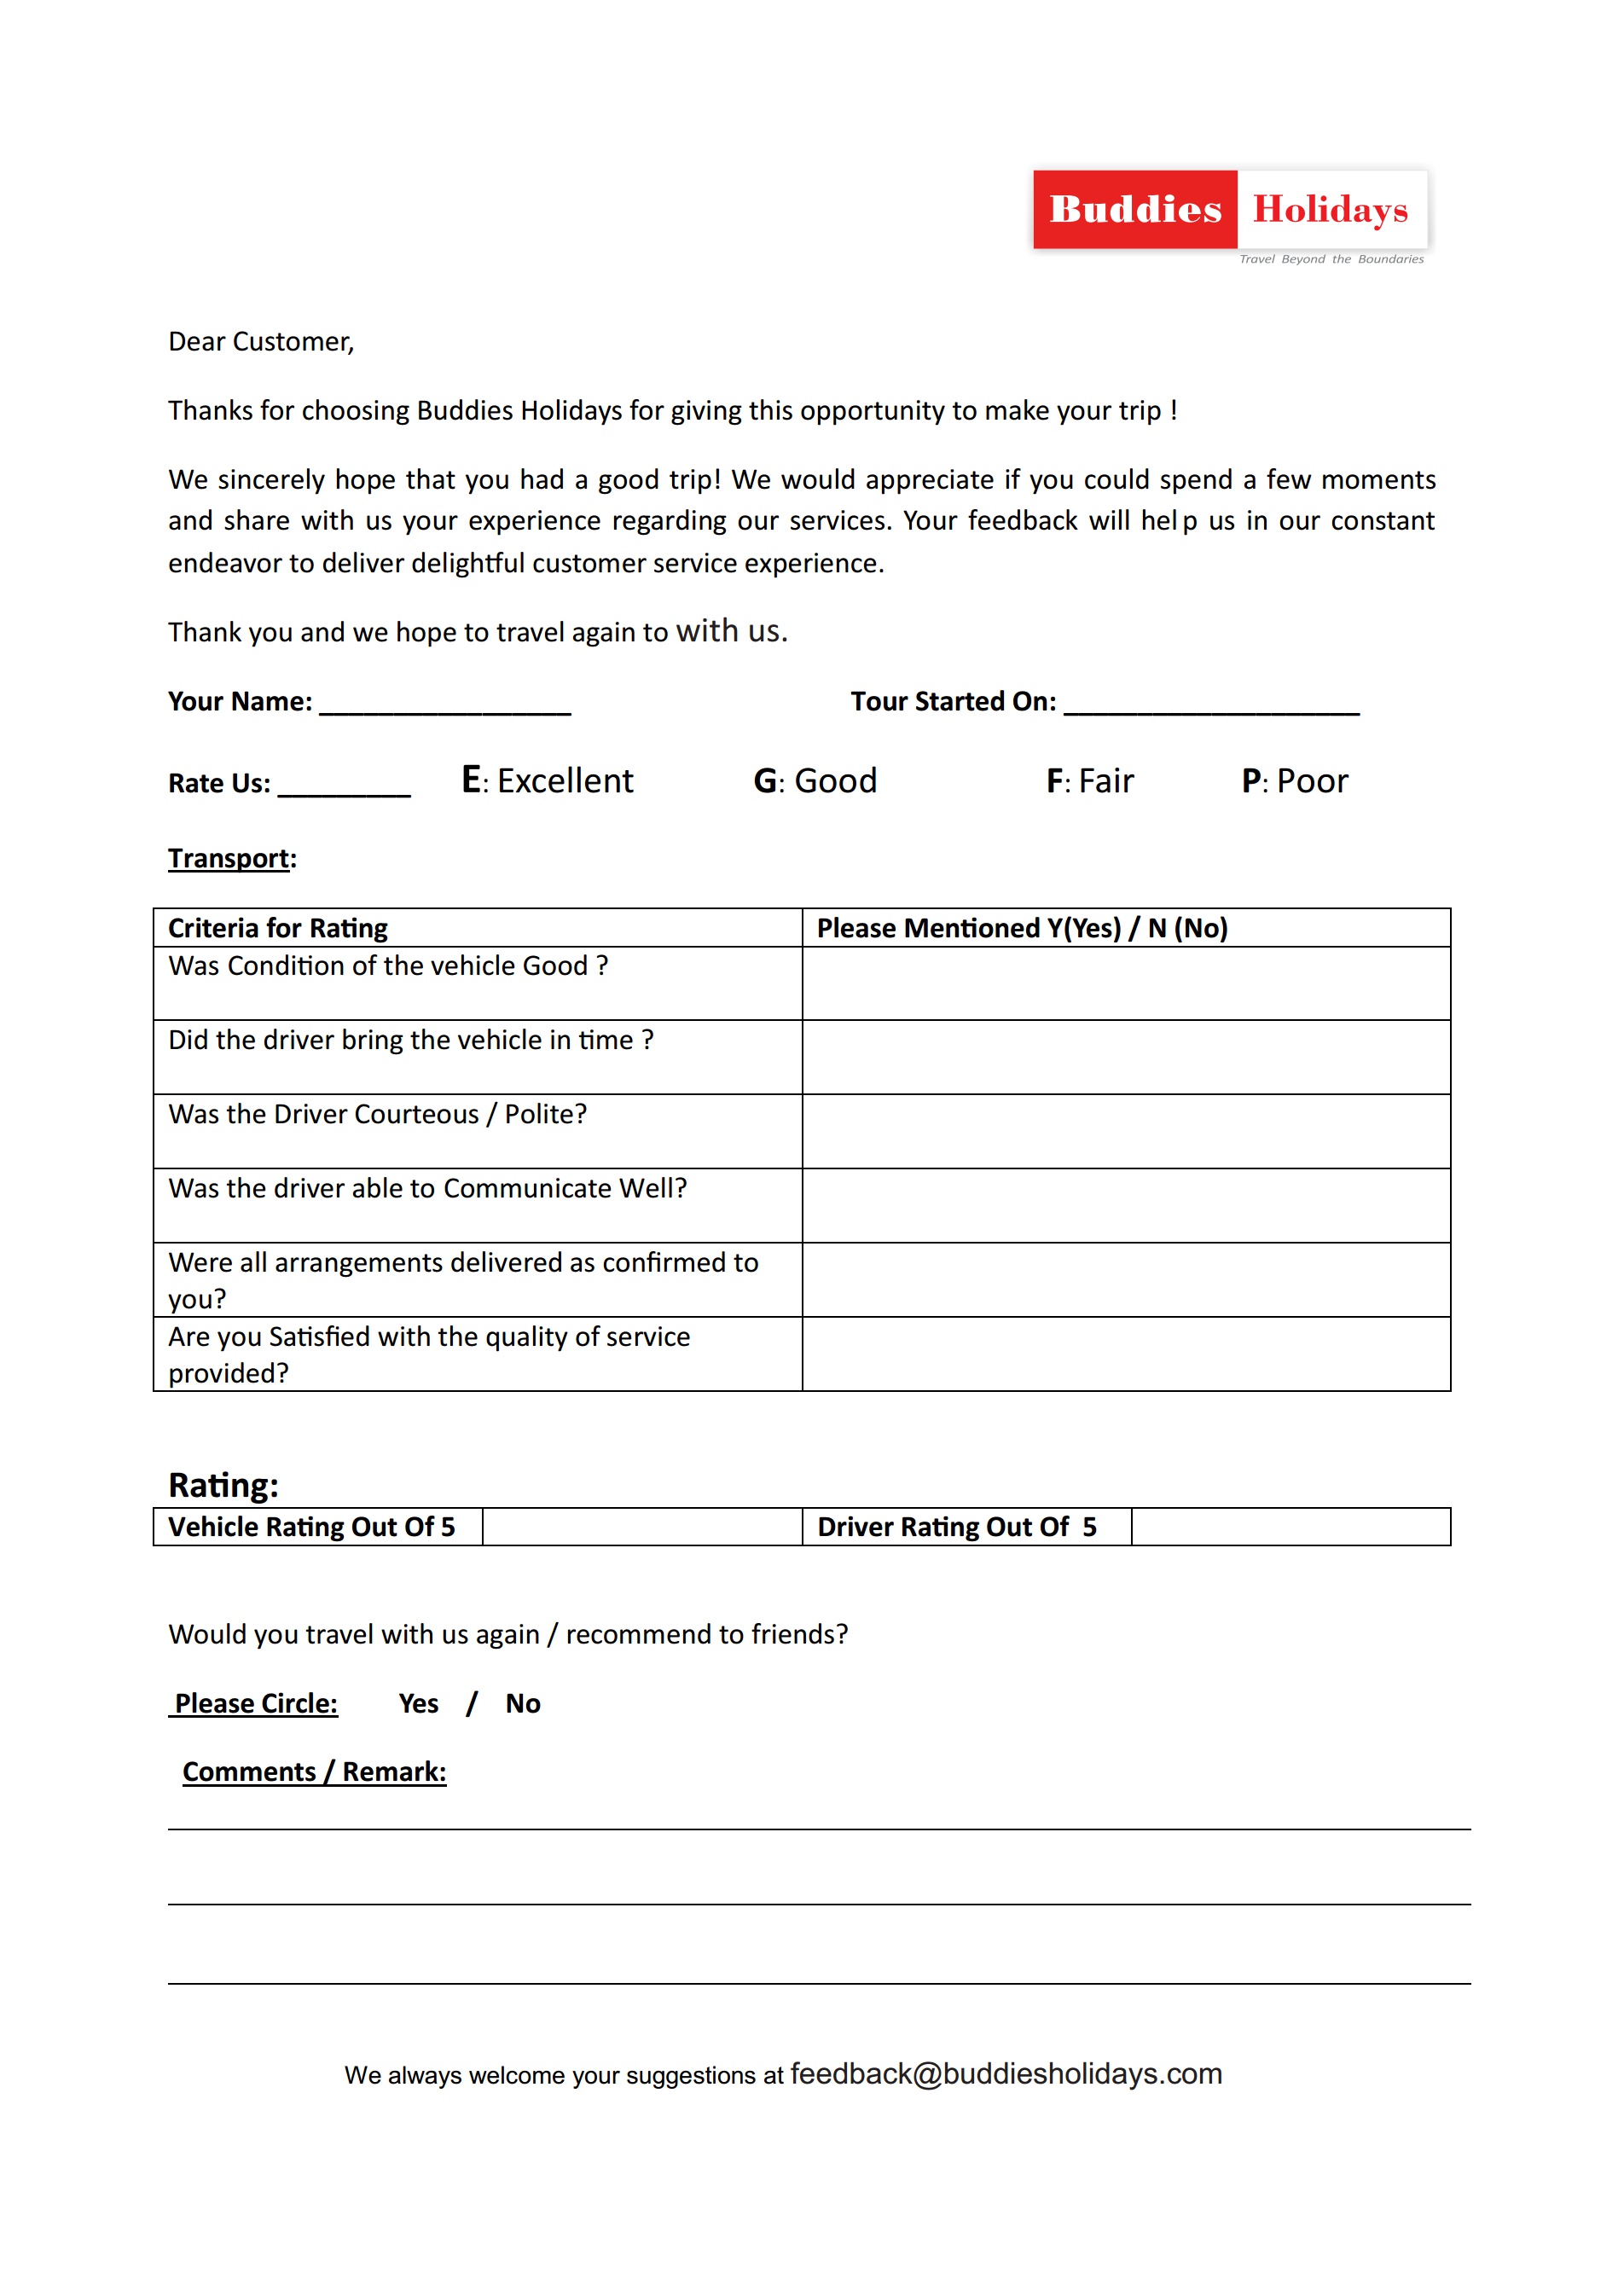 Buddies Holidays
Travel Beyond the Boundaries
Dear Customer,
Thanks for choosing Buddies Holidays for giving this opportunity to make your trip !
We sincerely hope that you had a good trip! We would appreciate if you could spend a few moments
and share with us your experience regarding our services. Your feedback will help us in our constant
endeavor to deliver delightful customer service experience.
Thank you and we hope to travel again to with us.
Your Name: _________________ Tour Started On: ____________________
Rate Us: _________ E: Excellent G: Good F: Fair P: Poor
Transport:
Criteria for Rating Please Mentioned Y(Yes) / N (No)
Was Condition of the vehicle Good ?
Did the driver bring the vehicle in time ?
Was the Driver Courteous / Polite?
Was the driver able to Communicate Well?
Were all arrangements delivered as confirmed to
you?
Are you Satisfied with the quality of service
provided?
Rating:
Vehicle Rating Out Of 5 Driver Rating Out Of 5
Would you travel with us again / recommend to friends?
Please Circle: Yes / No
Comments / Remark:
We always welcome your suggestions at feedback@buddiesholidays.com